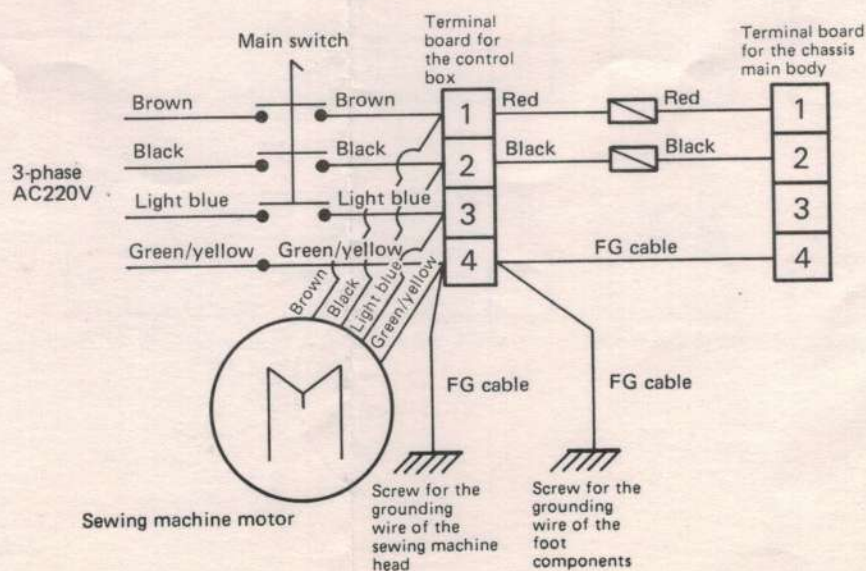 Main switch
Terminal
board for
the control
box
Terminal board
for the chassis
main body
Brown
Brown
1
Red
Red
1
Black
Black
2
Black
Black
2
3-phase
AC220V
Light blue
Light blue
3
3
Green/yellow
Green/yellow
4
FG cable
4
Brown
Black
Light blue
Green/yellow
M
FG cable
FG cable
Sewing machine motor
Screw for the
grounding
wire of the
sewing machine
head
Screw for the
grounding
wire of the
foot
components